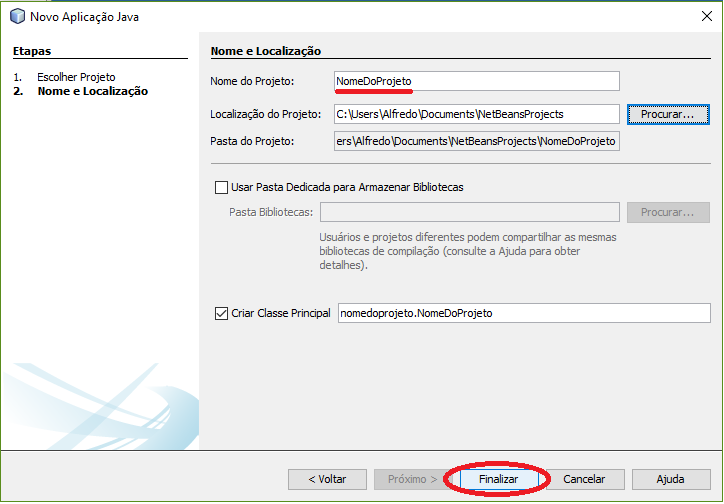 Novo Aplicação Java
Etapas
1. Escolher Projeto
2. Nome e Localização
Nome e Localização
Nome do Projeto: NomeDoProjeto
Localização do Projeto: C:\Users\Alfredo\Documents\NetBeansProjects Procurar...
Pasta do Projeto: ers\Alfredo\Documents\NetBeansProjects\NomeDoProjeto
Usar Pasta Dedicada para Armazenar Bibliotecas
Pasta Bibliotecas: Procurar...
Usuários e projetos diferentes podem compartilhar as mesmas
bibliotecas de compilação (consulte a Ajuda para obter
detalhes).
Criar Classe Principal nomedoprojeto.NomeDoProjeto
< Voltar Próximo > Finalizar Cancelar Ajuda